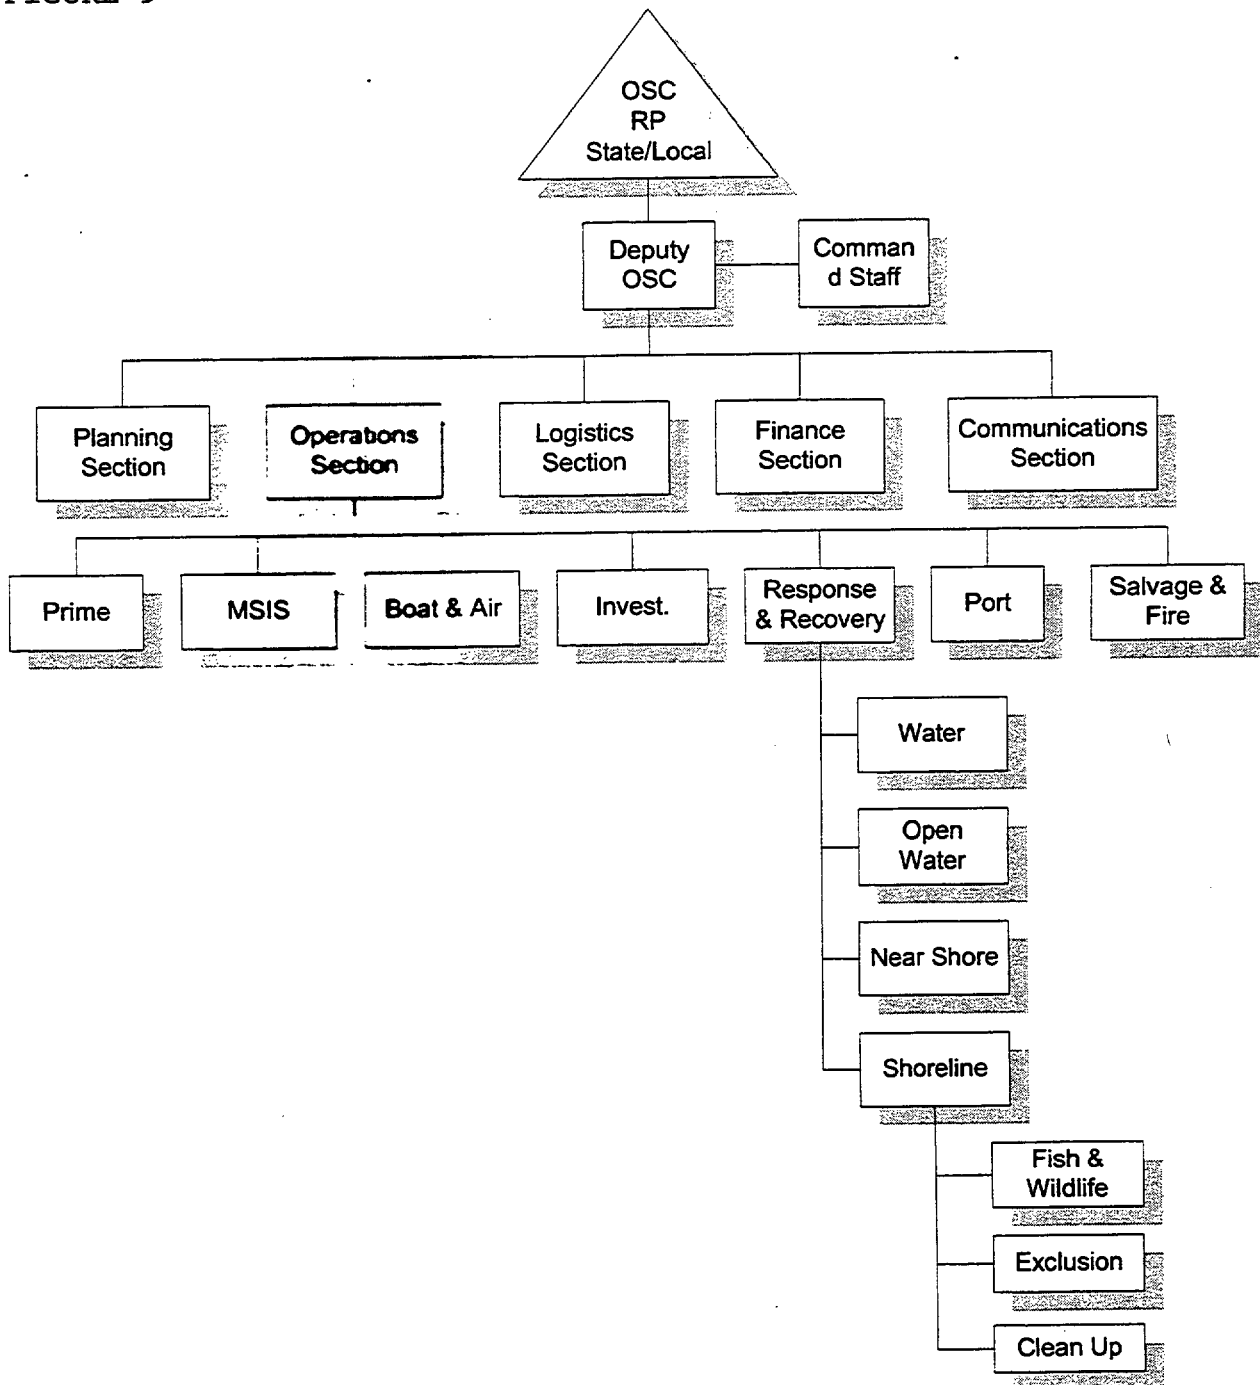 OSC
RP
State/Local
Deputy
OSC
Comman
d Staff
Planning
Section
Operations
Section
Logistics
Section
Finance
Section
Communications
Section
Prime
MSIS
Boat & Air
Invest.
Response
& Recovery
Port
Salvage &
Fire
Water
Open
Water
Near Shore
Shoreline
Fish &
Wildlife
Exclusion
Clean Up